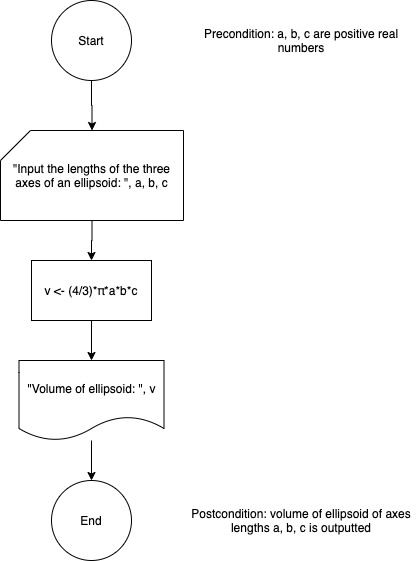 Start
Precondition: a, b, c are positive real
numbers
"Input the lengths of the three
axes of an ellipsoid: ", a, b, c
v <- (4/3)*π*a*b*c
"Volume of ellipsoid: ", v
End
Postcondition: volume of ellipsoid of axes
lengths a, b, c is outputted